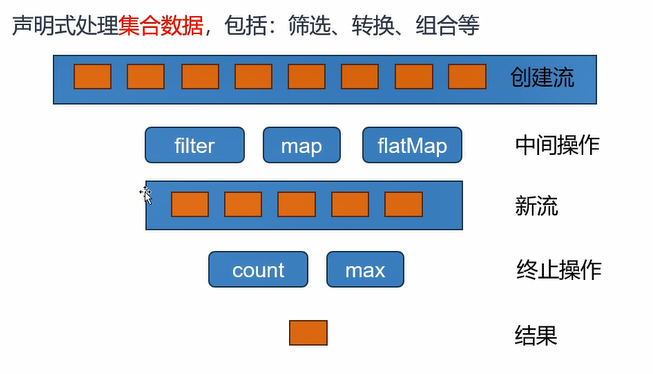 声明式处理集合数据，包括：筛选、转换、组合等
创建流
filter map flatMap 中间操作
新流
count max 终止操作
结果